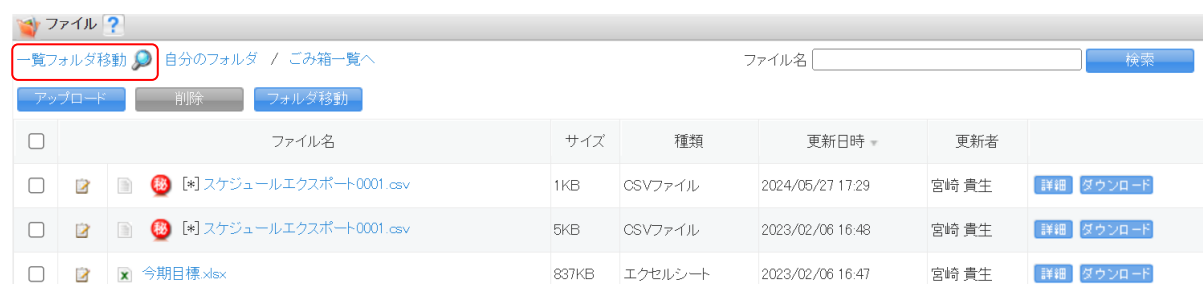 ファイル ?
一覧フォルダ移動 自分のフォルダ / ごみ箱一覧へ ファイル名 検索
アップロード 削除 フォルダ移動
ファイル名 サイズ 種類 更新日時 更新者
秘 [*] スケジュールエクスポート0001.csv 1KB CSVファイル 2024/05/27 17:29 宮崎 貴生 詳細 ダウンロード
秘 [*] スケジュールエクスポート0001.csv 5KB CSVファイル 2023/02/06 16:48 宮崎 貴生 詳細 ダウンロード
今期目標.xlsx 837KB エクセルシート 2023/02/06 16:47 宮崎 貴生 詳細 ダウンロード